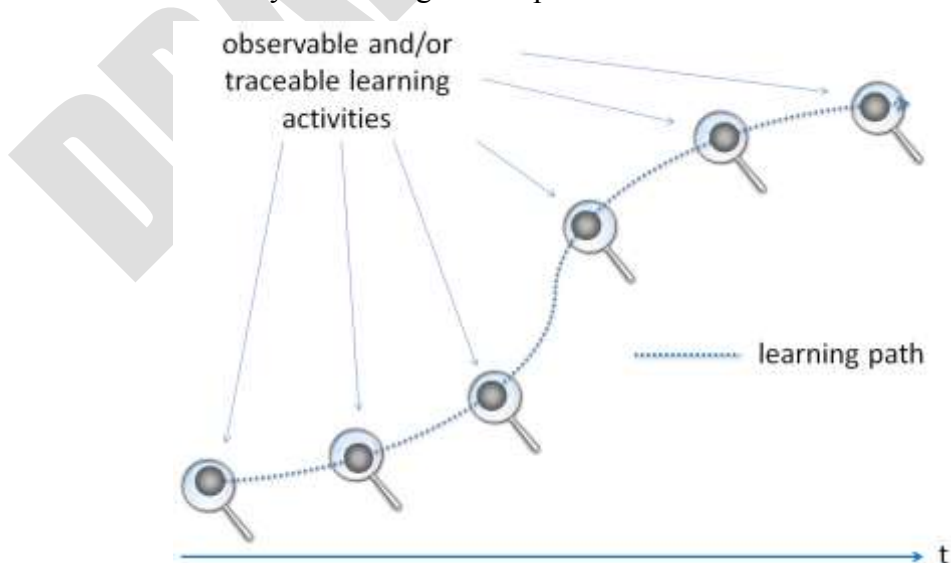 observable and/or
traceable learning
activities
learning path
t